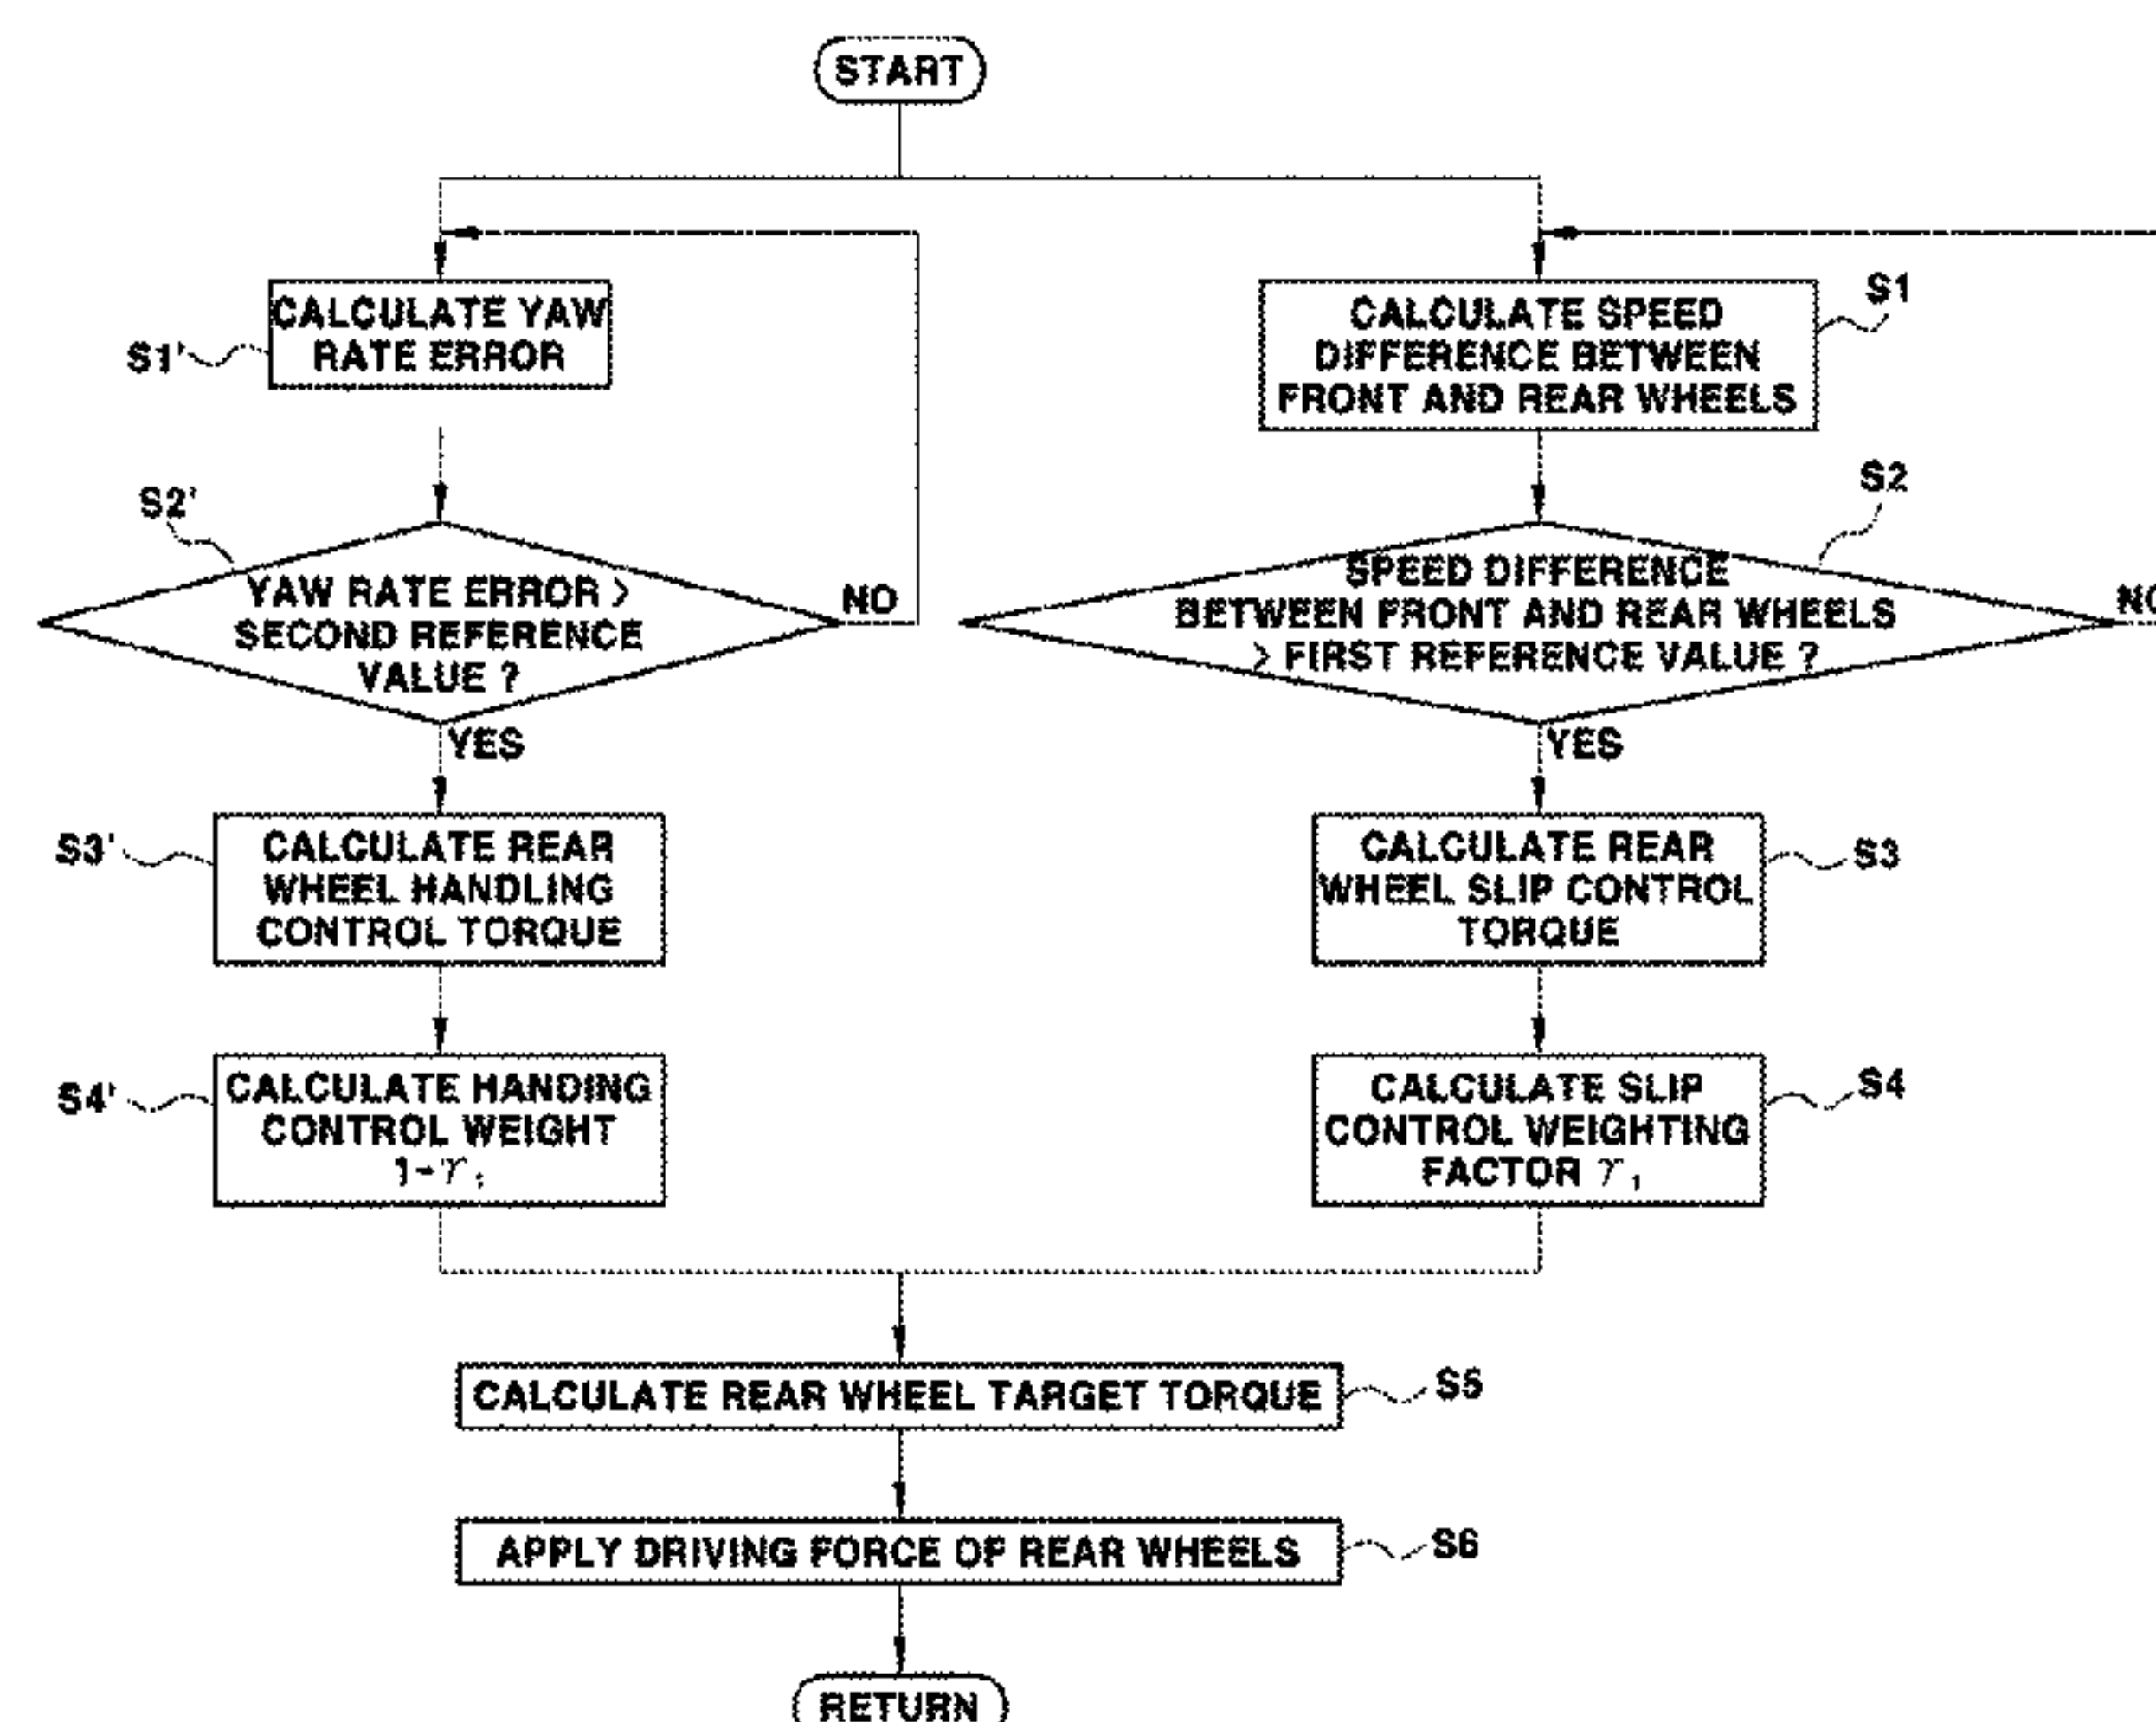 START
CALCULATE YAW
RATE ERROR
S1'
CALCULATE SPEED
DIFFERENCE BETWEEN
FRONT AND REAR WHEELS
S1
S2'
YAW RATE ERROR >
SECOND REFERENCE
VALUE ?
NO
YES
S2
SPEED DIFFERENCE
BETWEEN FRONT AND REAR WHEELS
> FIRST REFERENCE VALUE ?
YES
S3'
CALCULATE REAR
WHEEL HANDLING
CONTROL TORQUE
CALCULATE REAR
WHEEL SLIP CONTROL
TORQUE
S3
S4'
CALCULATE HANDING
CONTROL WEIGHT
1-γ₁
CALCULATE SLIP
CONTROL WEIGHTING
FACTOR γ₁
S4
CALCULATE REAR WHEEL TARGET TORQUE
S5
APPLY DRIVING FORCE OF REAR WHEELS
S6
RETURN